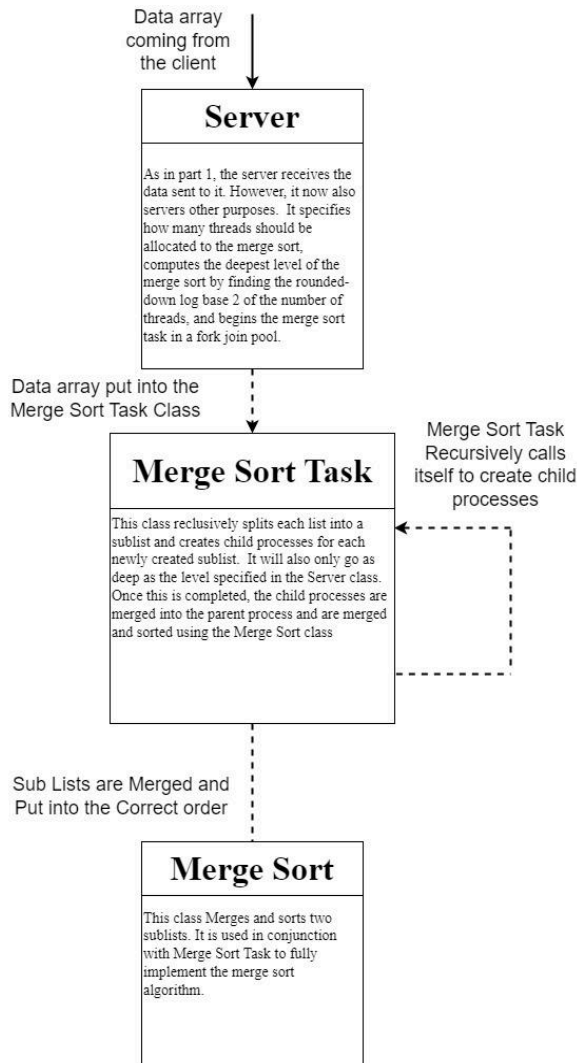 Data array
coming from
the client
Server
As in part 1, the server receives the
data sent to it. However, it now also
servers other purposes.  It specifies
how many threads should be
allocated to the merge sort,
computes the deepest level of the
merge sort by finding the rounded-
down log base 2 of the number of
threads, and begins the merge sort
task in a fork join pool.
Data array put into the
Merge Sort Task Class
Merge Sort Task
Recursively calls
itself to create child
processes
Merge Sort Task
This class reclusively splits each list into a
sublist and creates child processes for each
newly created sublist.  It will also only go as
deep as the level specified in the Server class.
Once this is completed, the child processes are
merged into the parent process and are merged
and sorted using the Merge Sort class
Sub Lists are Merged and
Put into the Correct order
Merge Sort
This class Merges and sorts two
sublists. It is used in conjunction
with Merge Sort Task to fully
implement the merge sort
algorithm.